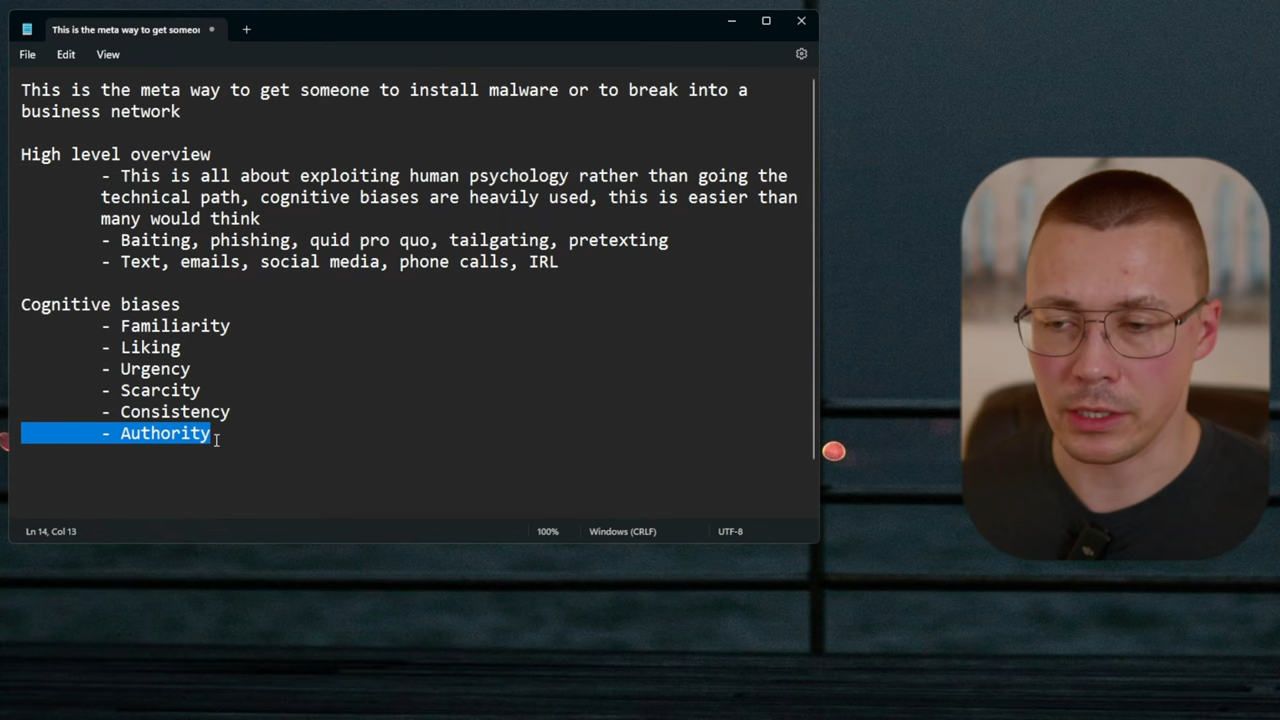 This is the meta way to get someo
File
Edit
View
This is the meta way to get someone to install malware or to break into a
business network
High level overview
- This is all about exploiting human psychology rather than going the
technical path, cognitive biases are heavily used, this is easier than
many would think
- Baiting, phishing, quid pro quo, tailgating, pretexting
- Text, emails, social media, phone calls, IRL
Cognitive biases
- Familiarity
- Liking
- Urgency
- Scarcity
- Consistency
- Authority
Ln 14, Col 13
100%
Windows (CRLF)
UTF-8